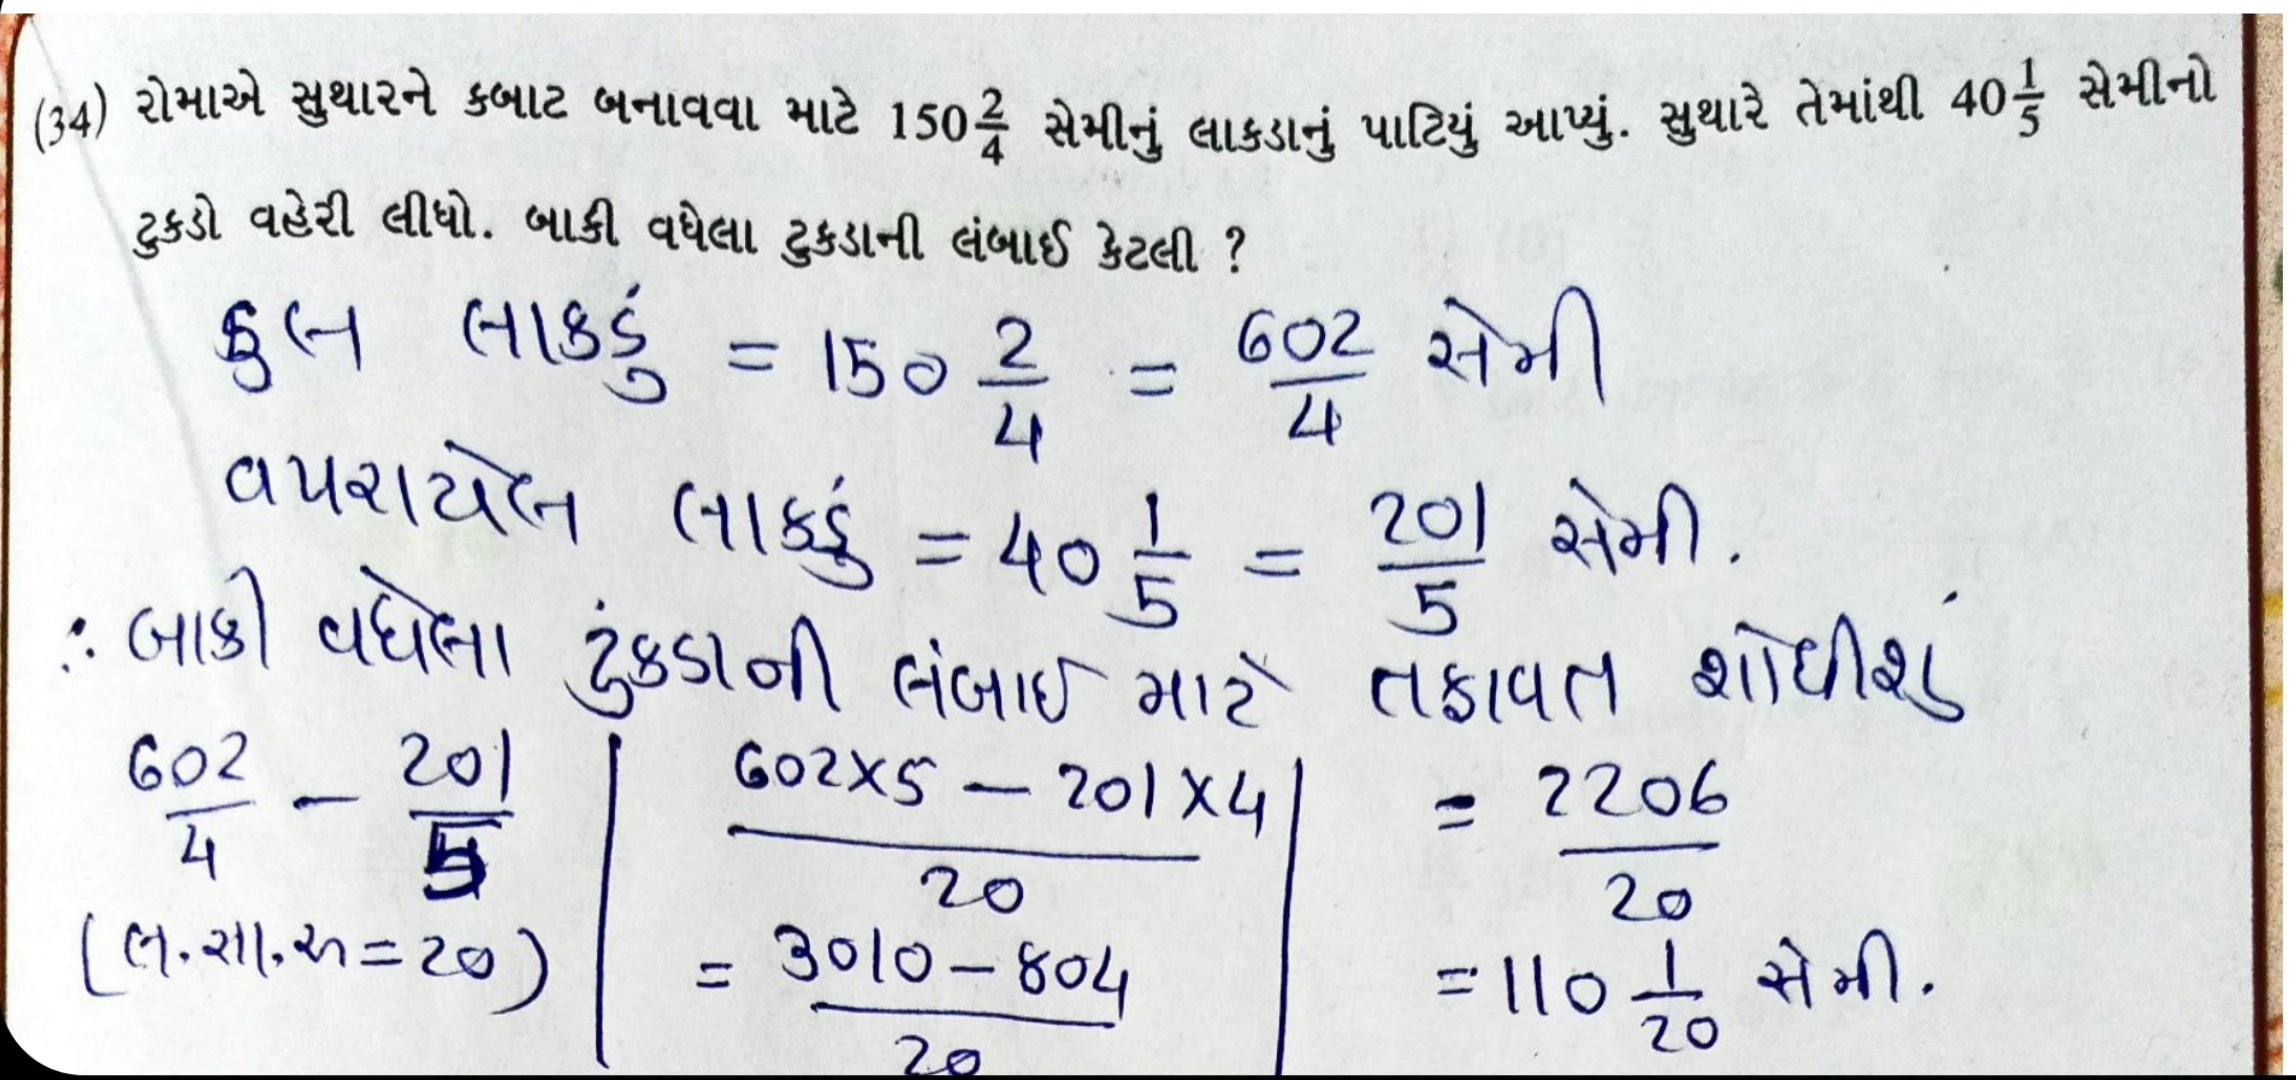 (34) રોમાએ સુથારને કબાટ બનાવવા માટે 150 2/4 સેમીનું લાકડાનું પાટિયું આપ્યું. સુથારે તેમાંથી 40 1/5 સેમીનો
ટુકડો વહેરી લીધો. બાકી વધેલા ટુકડાની લંબાઈ કેટલી ?
કુલ લાકડું = 150 2/4 = 602/4 સેમી
વપરાયેલ લાકડું = 40 1/5 = 201/5 સેમી.
∴ બાકી વધેલા ટુંકડાની લંબાઈ માટે તફાવત શોધીશું
602/4 - 201/5
(લ.સા.અ = 20)
602×5 - 201×4 / 20
= 3010 - 804 / 20
= 2206/20
= 110 1/20 સેમી.